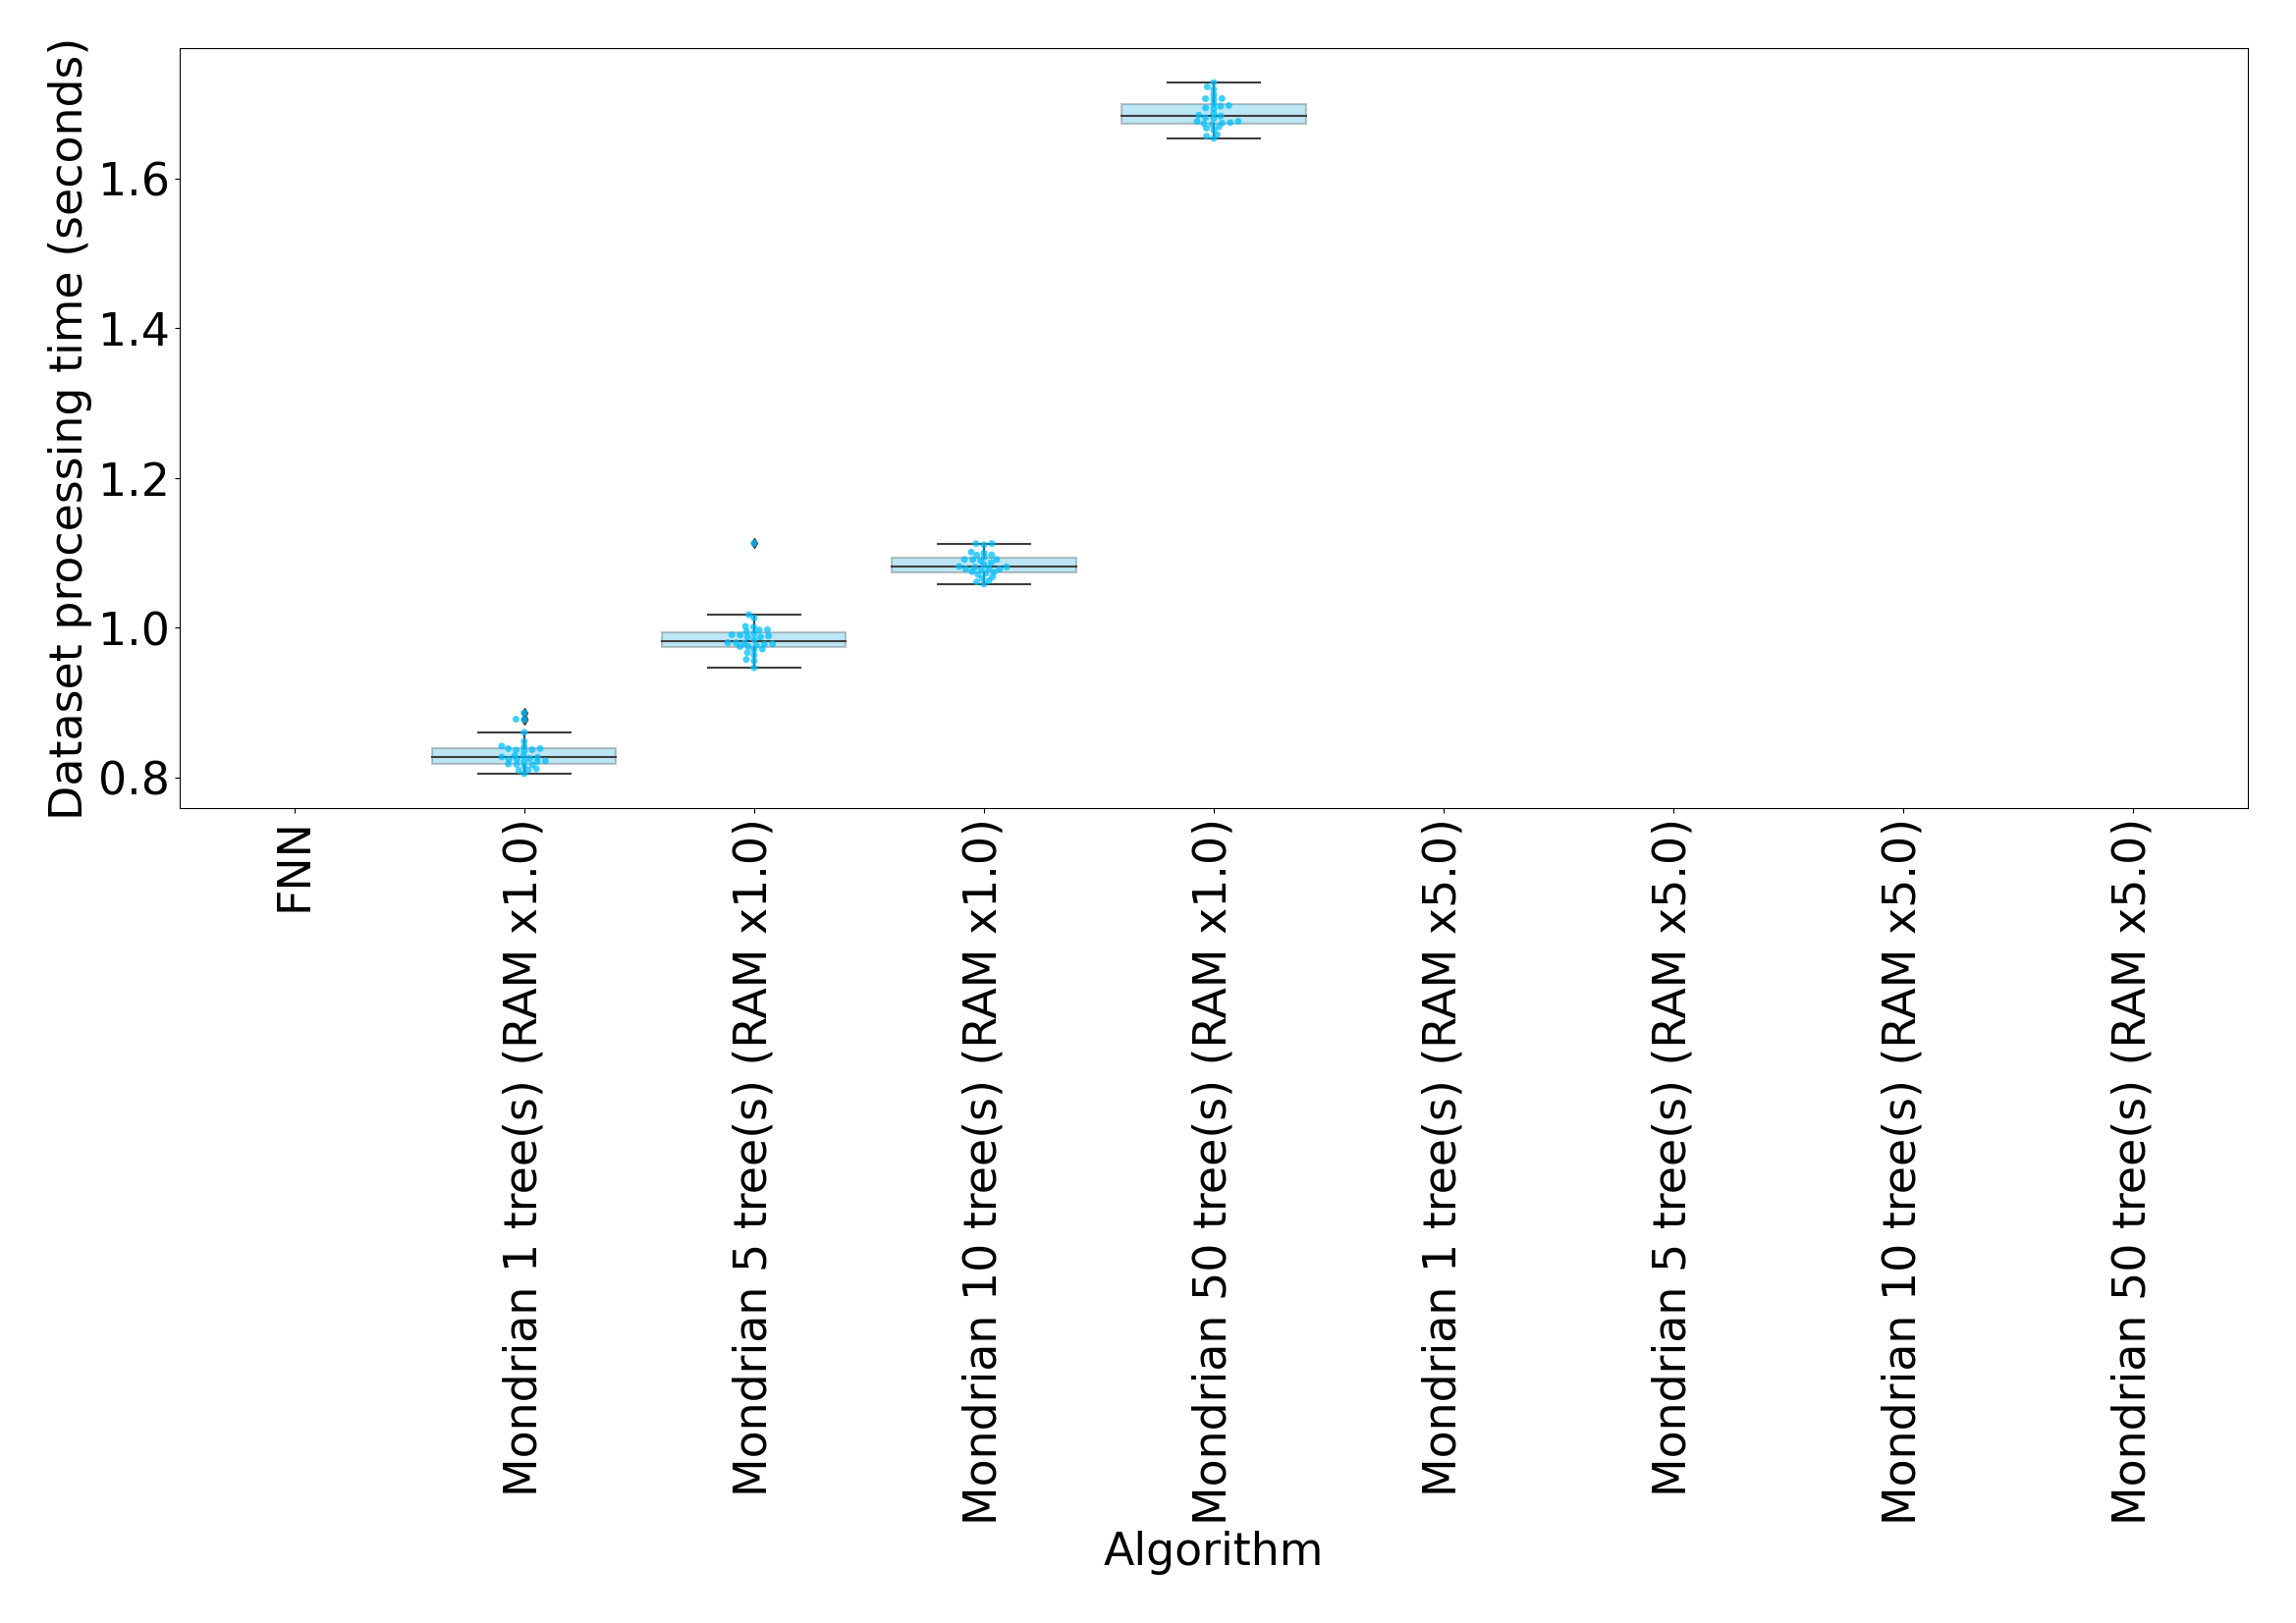 Dataset processing time (seconds)
1.6
1.4
1.2
1.0
0.8
FNN
Mondrian 1 tree(s) (RAM x1.0)
Mondrian 5 tree(s) (RAM x1.0)
Mondrian 10 tree(s) (RAM x1.0)
Mondrian 50 tree(s) (RAM x1.0)
Mondrian 1 tree(s) (RAM x5.0)
Mondrian 5 tree(s) (RAM x5.0)
Mondrian 10 tree(s) (RAM x5.0)
Mondrian 50 tree(s) (RAM x5.0)
Algorithm